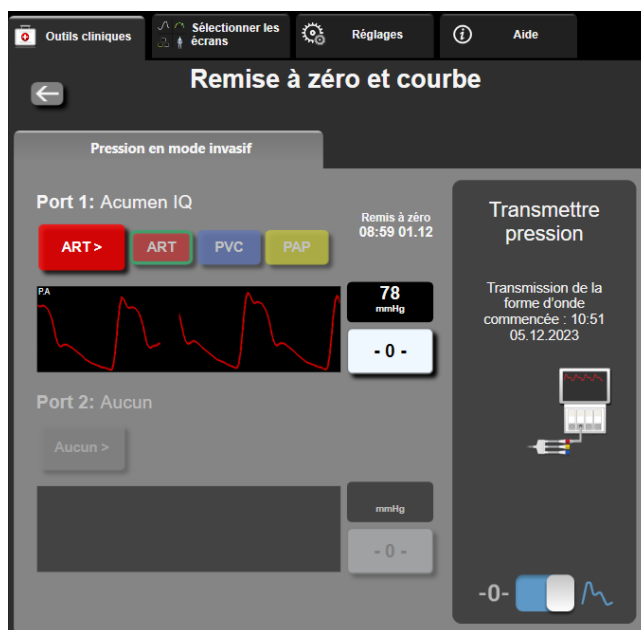 Outils cliniques
Sélectionner les
écrans
Réglages
Aide
Remise à zéro et courbe
Pression en mode invasif
Port 1: Acumen IQ
Remis à zéro
08:59 01.12
ART >
ART
PVC
PAP
P.A
78
mmHg
- 0 -
Port 2: Aucun
Aucun >
mmHg
- 0 -
Transmettre
pression
Transmission de la
forme d'onde
commencée : 10:51
05.12.2023
-0-